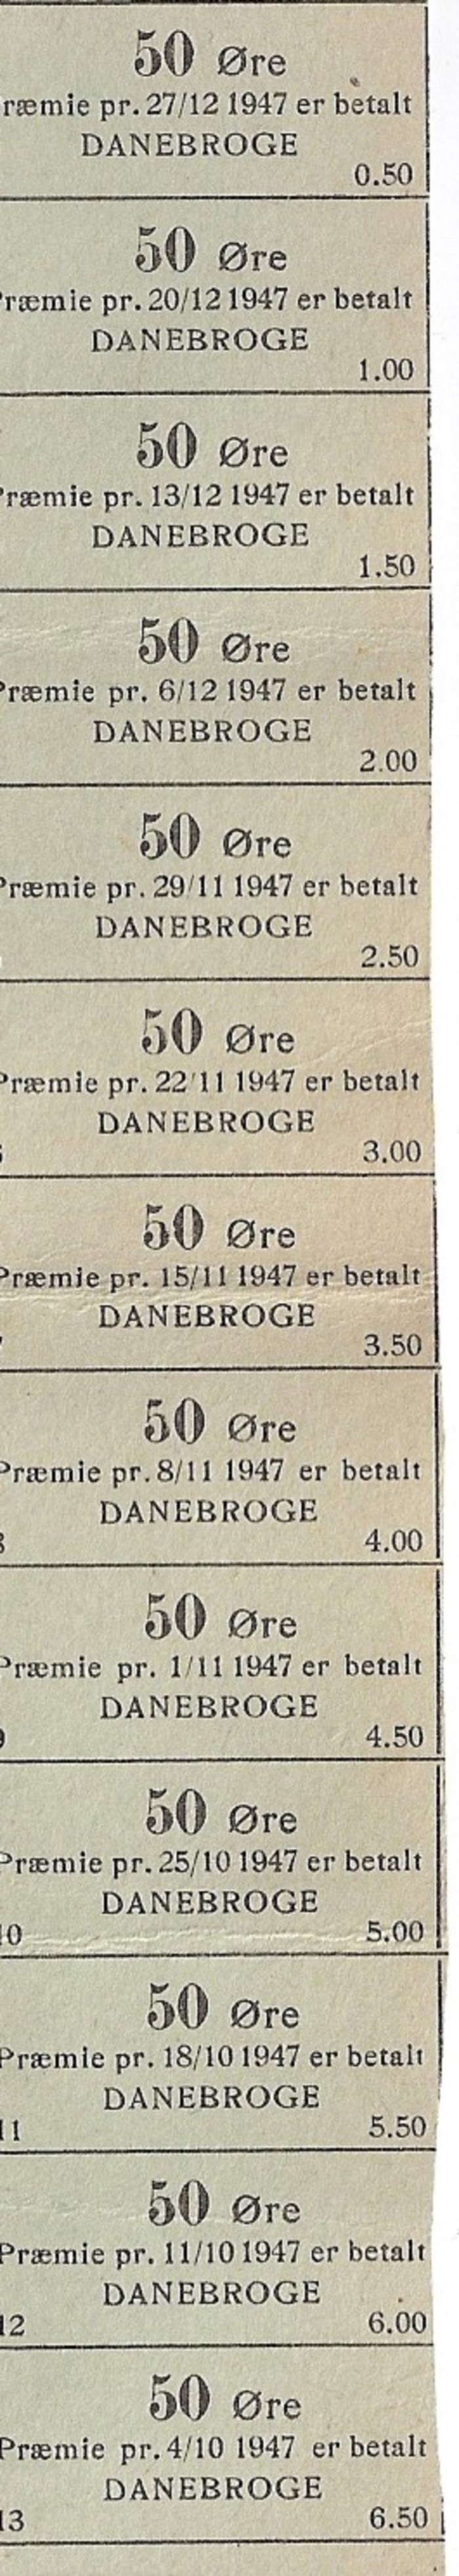 50 Øre
ræmie pr. 27/12 1947 er betalt
DANEBROGE
0.50
50 Øre
ræmie pr. 20/12 1947 er betalt
DANEBROGE
1.00
50 Øre
ræmie pr. 13/12 1947 er betalt
DANEBROGE
1.50
50 Øre
Præmie pr. 6/12 1947 er betalt
DANEBROGE
2.00
50 Øre
Præmie pr. 29/11 1947 er betalt
DANEBROGE
2.50
50 Øre
Præmie pr. 22/11 1947 er betalt
DANEBROGE
3.00
50 Øre
Præmie pr. 15/11 1947 er betalt
DANEBROGE
3.50
50 Øre
Præmie pr. 8/11 1947 er betalt
DANEBROGE
4.00
50 Øre
Præmie pr. 1/11 1947 er betalt
DANEBROGE
4.50
50 Øre
Præmie pr. 25/10 1947 er betalt
DANEBROGE
10 5.00
50 Øre
Præmie pr. 18/10 1947 er betalt
DANEBROGE
11 5.50
50 Øre
Præmie pr. 11/10 1947 er betalt
DANEBROGE
12 6.00
50 Øre
Præmie pr. 4/10 1947 er betalt
DANEBROGE
13 6.50